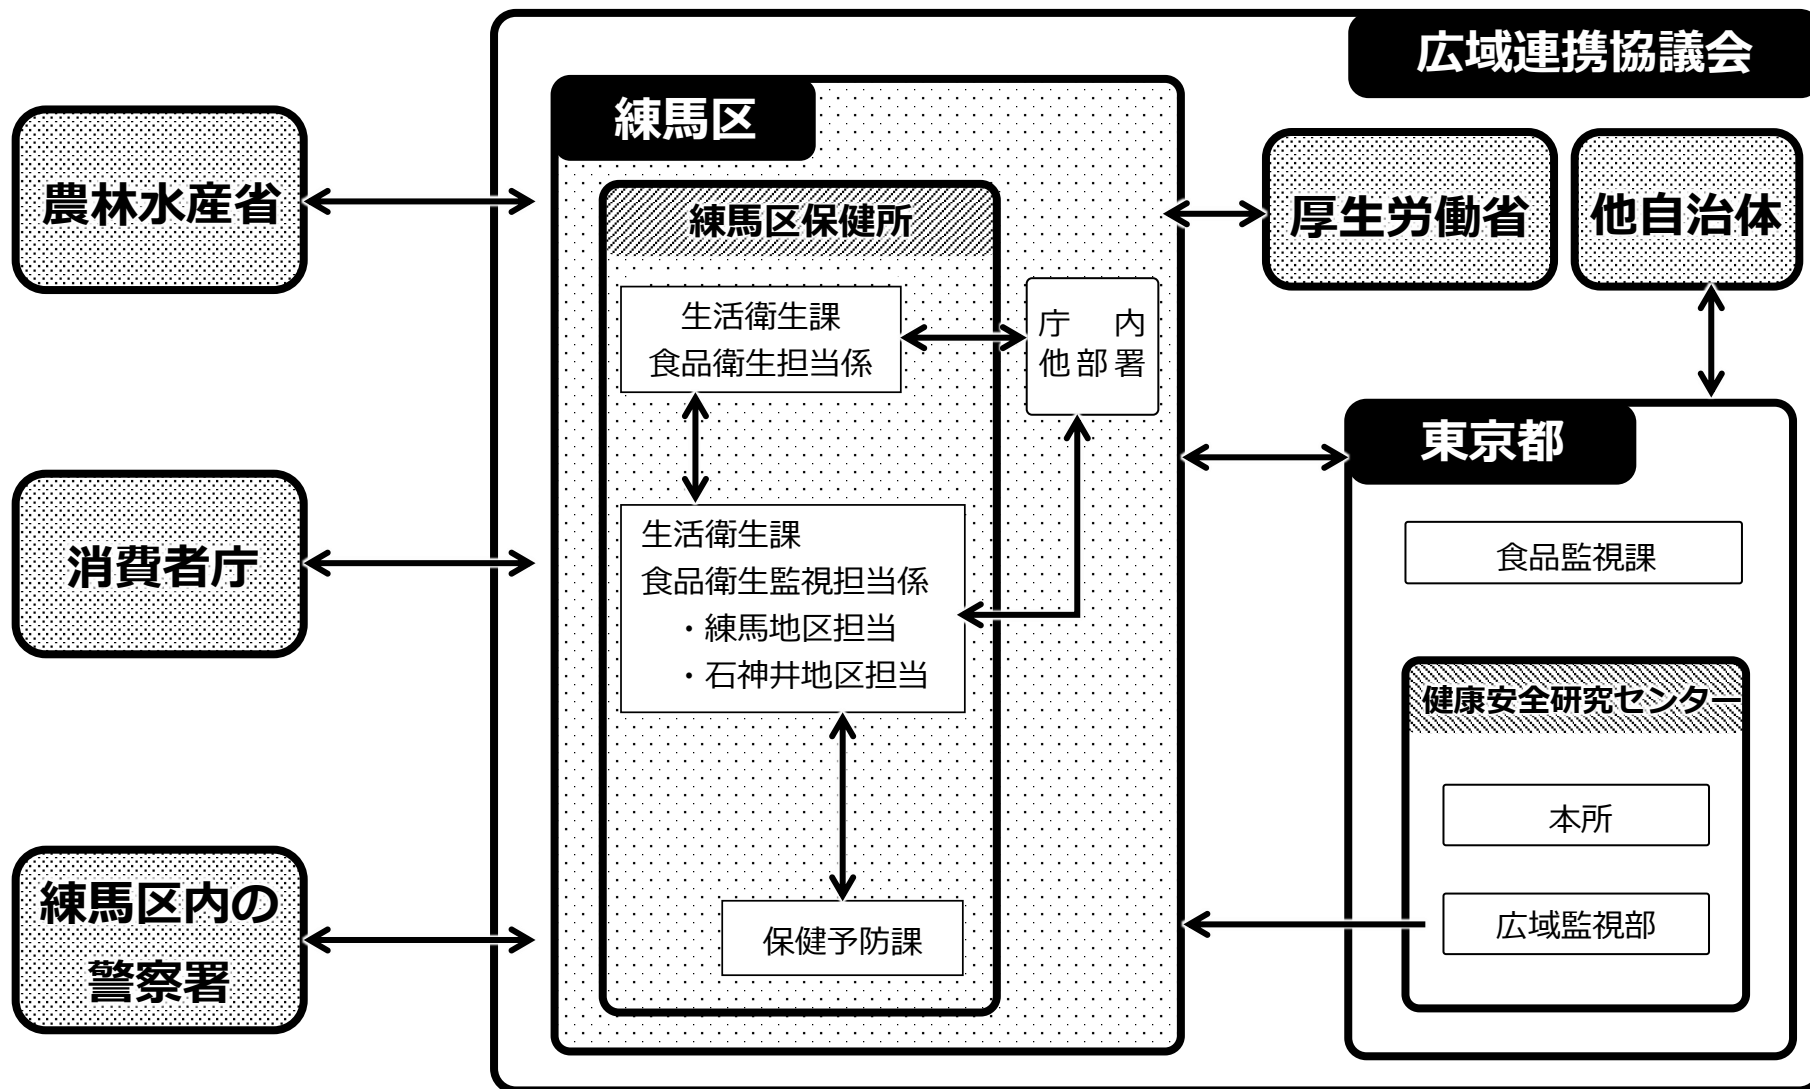 広域連携協議会
練馬区
農林水産省
練馬区保健所
厚生労働省
他自治体
生活衛生課
食品衛生担当係
庁　内
他部署
東京都
消費者庁
生活衛生課
食品衛生監視担当係
・練馬地区担当
・石神井地区担当
食品監視課
健康安全研究センター
本所
練馬区内の
警察署
保健予防課
広域監視部